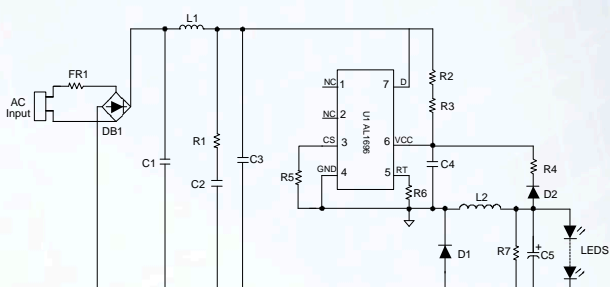 L1
FR1
AC
Input
DB1
C1
R1
C2
C3
NC 1
NC 2
CS 3
GND 4
U1 AL1696
7 D
6 VCC
5 RT
R2
R3
C4
R4
D2
R5
R6
L2
D1
R7
+
C5
LEDS